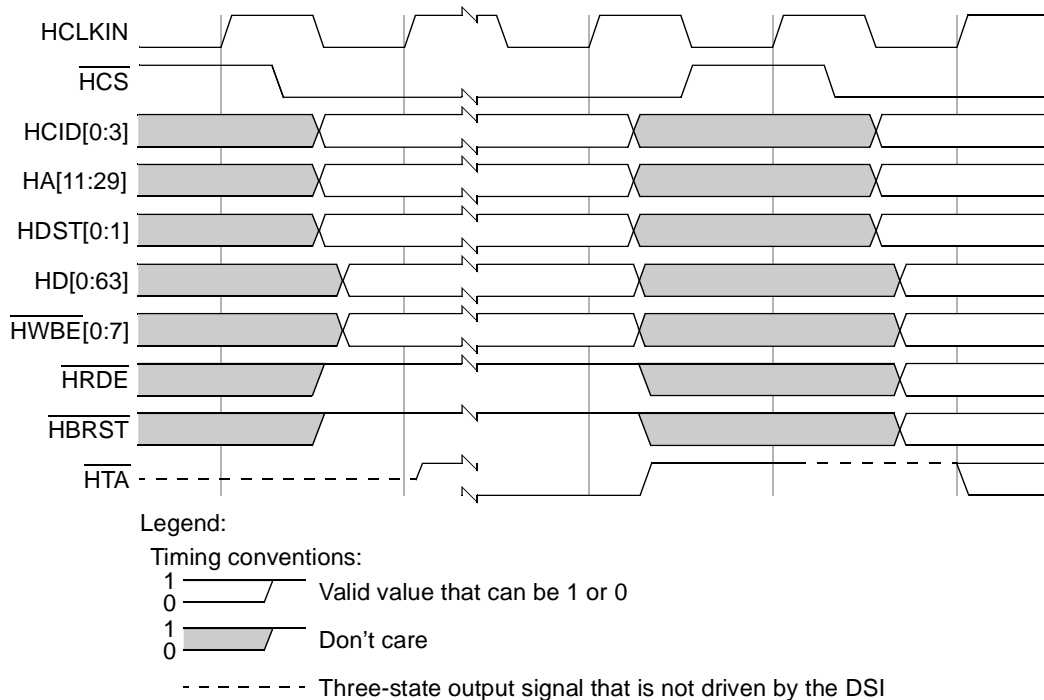 HCLKIN
HCS
HCID[0:3]
HA[11:29]
HDST[0:1]
HD[0:63]
HWBE[0:7]
HRDE
HBRST
HTA
Legend:
Timing conventions:
1
0
Valid value that can be 1 or 0
1
0
Don't care
Three-state output signal that is not driven by the DSI